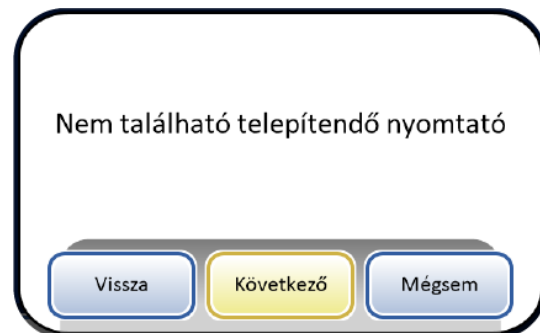 Nem található telepítendő nyomtató
Vissza
Következő
Mégsem